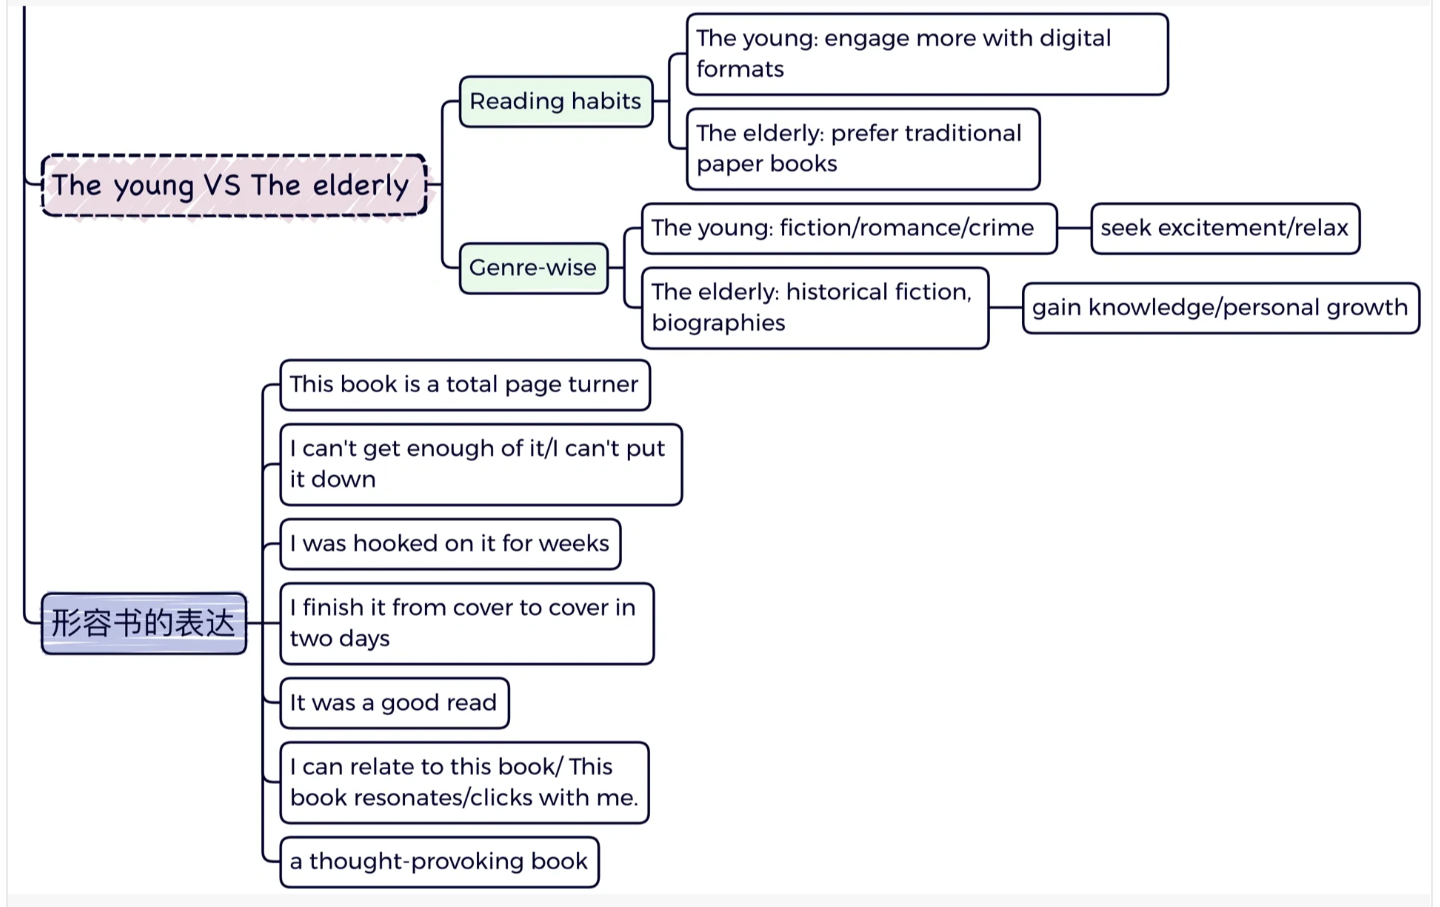 The young: engage more with digital
formats
Reading habits
The elderly: prefer traditional
paper books
The young VS The elderly
The young: fiction/romance/crime
seek excitement/relax
Genre-wise
The elderly: historical fiction,
biographies
gain knowledge/personal growth
This book is a total page turner
I can't get enough of it/I can't put
it down
I was hooked on it for weeks
I finish it from cover to cover in
two days
形容书的表达
It was a good read
I can relate to this book/ This
book resonates/clicks with me.
a thought-provoking book